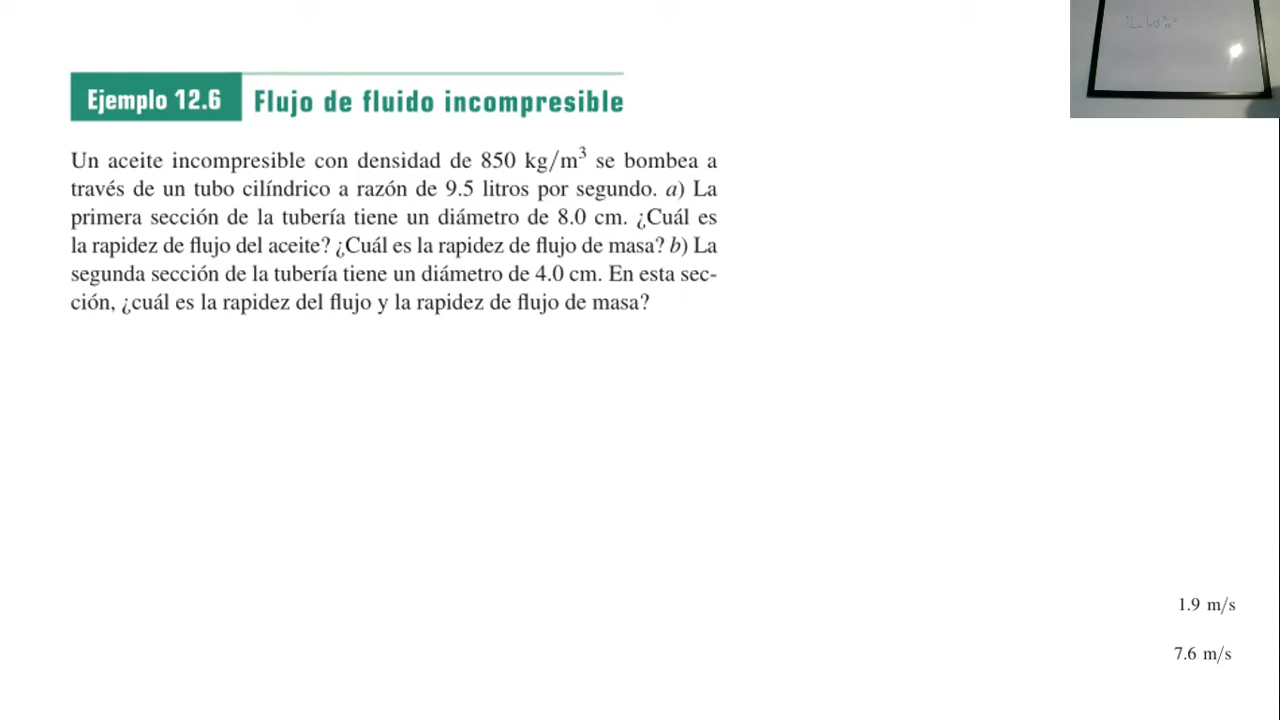 Ejemplo 12.6 Flujo de fluido incompresible
Un aceite incompresible con densidad de 850 kg/m³ se bombea a
través de un tubo cilíndrico a razón de 9.5 litros por segundo. a) La
primera sección de la tubería tiene un diámetro de 8.0 cm. ¿Cuál es
la rapidez de flujo del aceite? ¿Cuál es la rapidez de flujo de masa? b) La
segunda sección de la tubería tiene un diámetro de 4.0 cm. En esta sec-
ción, ¿cuál es la rapidez del flujo y la rapidez de flujo de masa?
1.9 m/s
7.6 m/s